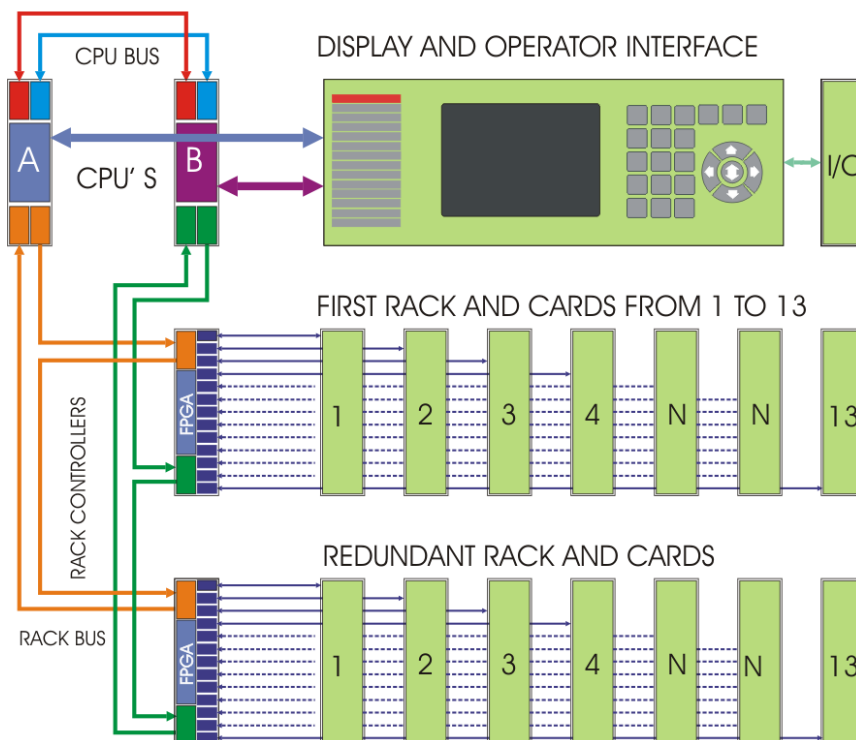 CPU BUS
DISPLAY AND OPERATOR INTERFACE
A
B
CPU' S
I/O
FIRST RACK AND CARDS FROM 1 TO 13
RACK CONTROLLERS
FPGA
1
2
3
4
N
N
13
REDUNDANT RACK AND CARDS
RACK BUS
FPGA
1
2
3
4
N
N
13